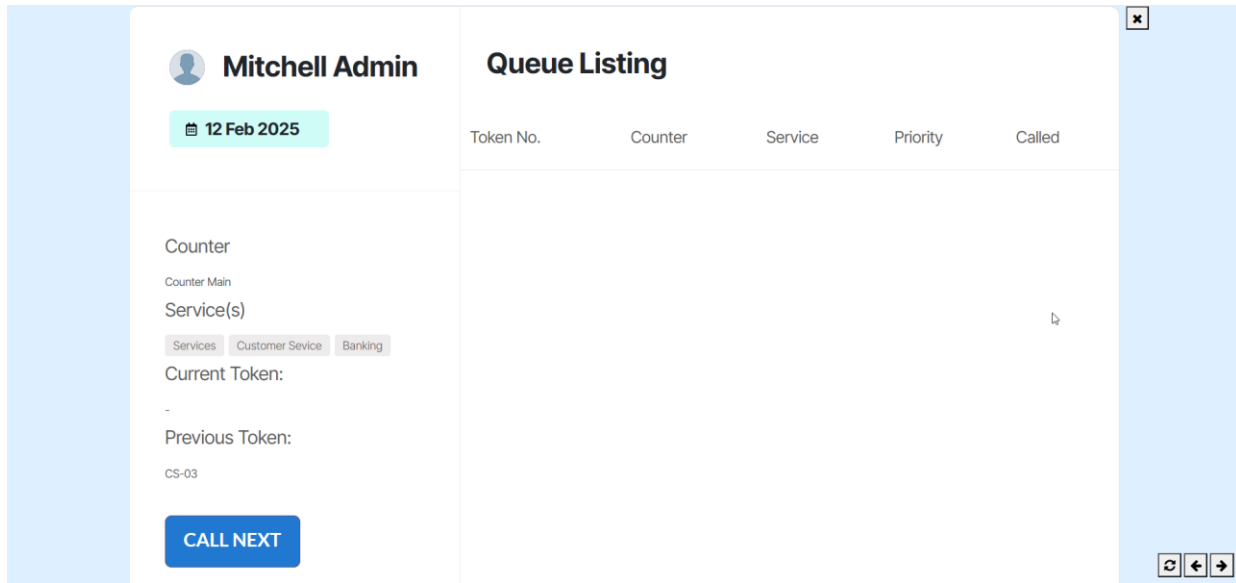 Mitchell Admin
12 Feb 2025
Counter
Counter Main
Service(s)
Services Customer Sevice Banking
Current Token:
-
Previous Token:
CS-03
CALL NEXT
Queue Listing
Token No. Counter Service Priority Called